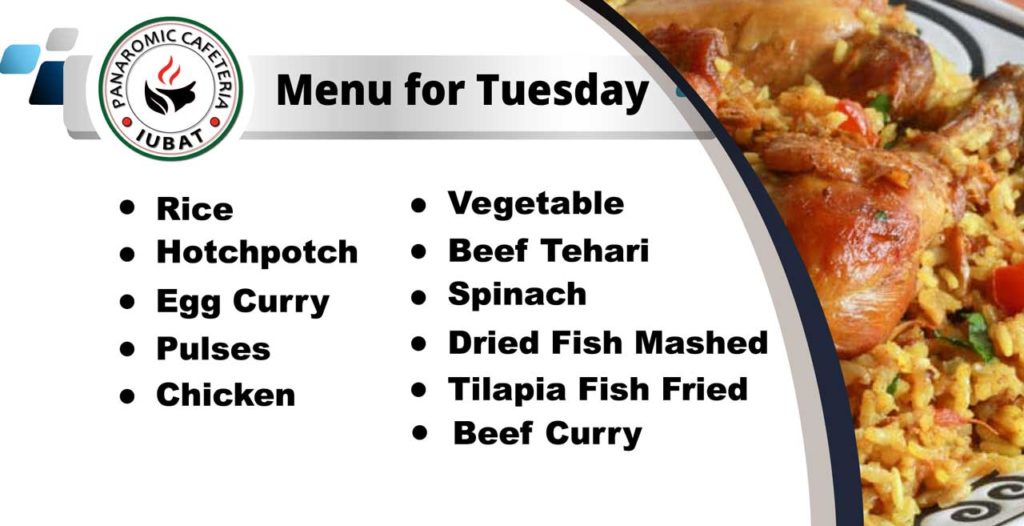 PANAROMIC CAFETERIA
IUBAT
Menu for Tuesday
Rice
Hotchpotch
Egg Curry
Pulses
Chicken
Vegetable
Beef Tehari
Spinach
Dried Fish Mashed
Tilapia Fish Fried
Beef Curry